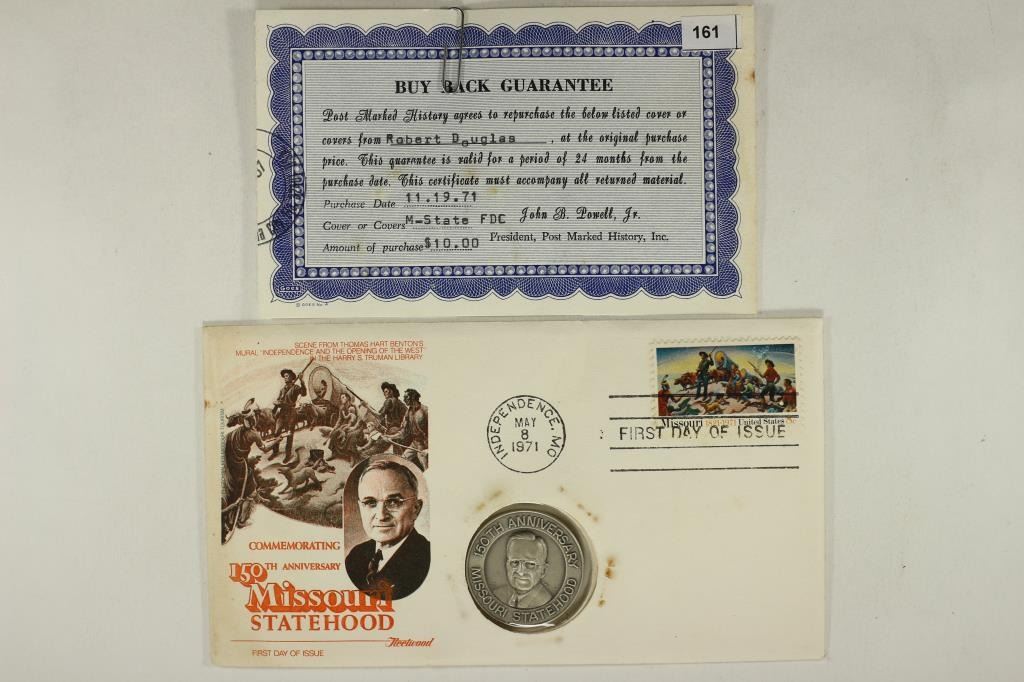 161
BUY BACK GUARANTEE
Post Marked History agrees to repurchase the below listed cover or
covers from Robert Douglas, at the original purchase
price. This guarantee is valid for a period of 24 months from the
purchase date. This certificate must accompany all returned material.
Purchase Date 11.19.71
Cover or Covers M-State FDC John B. Powell, Jr.
Amount of purchase $10.00 President, Post Marked History, Inc.
GOES
SCENE FROM THOMAS HART BENTON'S
MURAL "INDEPENDENCE AND THE OPENING OF THE WEST"
IN THE HARRY S. TRUMAN LIBRARY
COMMEMORATING
150TH ANNIVERSARY
Missouri
STATEHOOD
Fleetwood
FIRST DAY OF ISSUE
INDEPENDENCE, MO
MAY
8
1971
Missouri 1821-1971 United States 8c
FIRST DAY OF ISSUE
150TH ANNIVERSARY
MISSOURI STATEHOOD